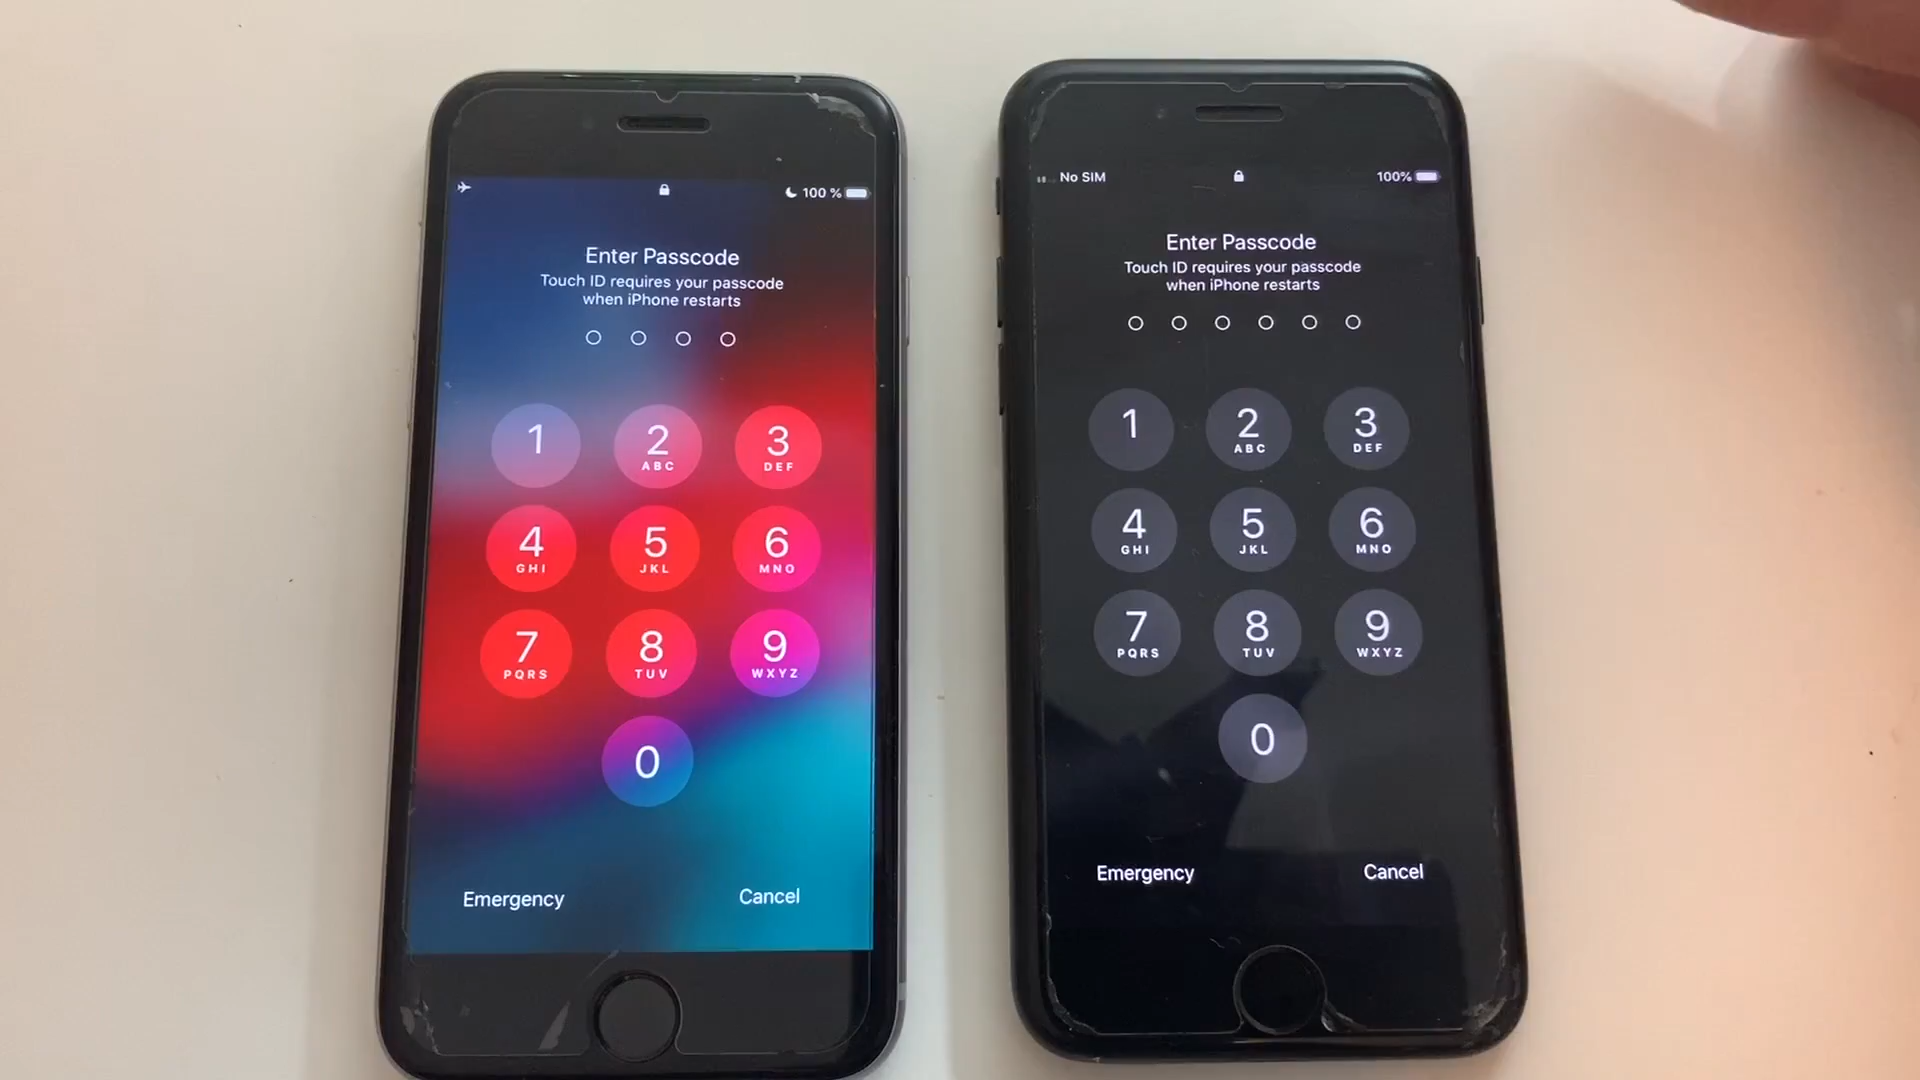 100 %
Enter Passcode
Touch ID requires your passcode
when iPhone restarts
1
2
ABC
3
DEF
4
GHI
5
JKL
6
MNO
7
PQRS
8
TUV
9
WXYZ
0
Emergency
Cancel
No SIM
100%
Enter Passcode
Touch ID requires your passcode
when iPhone restarts
1
2
ABC
3
DEF
4
GHI
5
JKL
6
MNO
7
PQRS
8
TUV
9
WXYZ
0
Emergency
Cancel